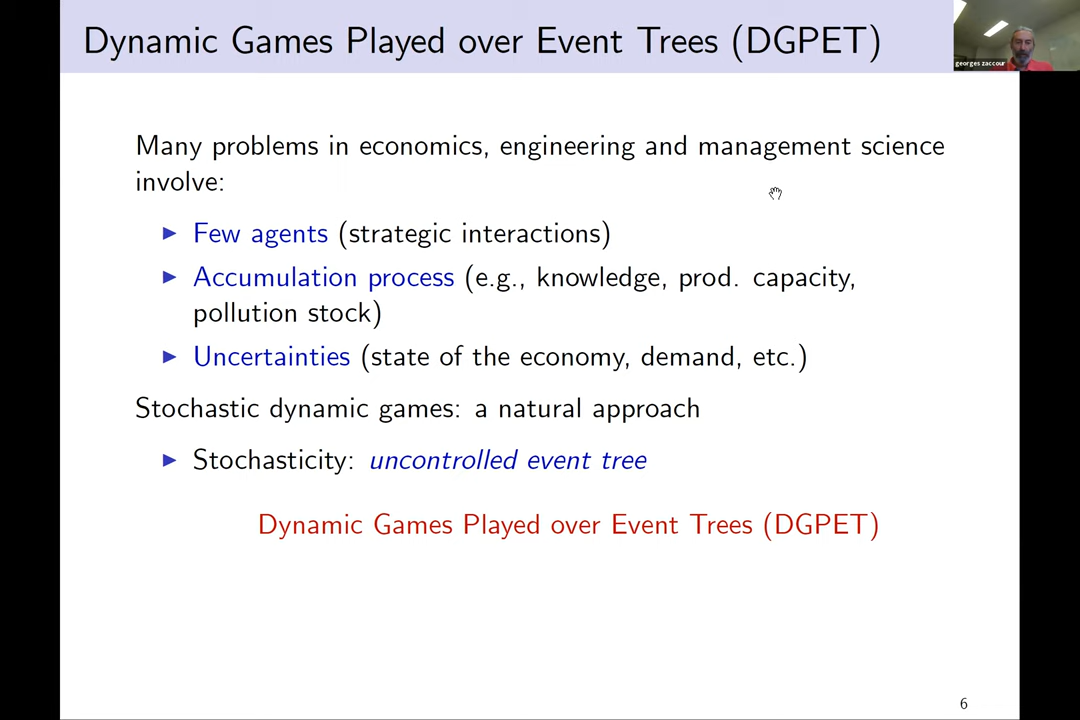 Dynamic Games Played over Event Trees (DGPET)
georges zaccour
Many problems in economics, engineering and management science
involve:
Few agents (strategic interactions)
Accumulation process (e.g., knowledge, prod. capacity,
pollution stock)
Uncertainties (state of the economy, demand, etc.)
Stochastic dynamic games: a natural approach
Stochasticity: uncontrolled event tree
Dynamic Games Played over Event Trees (DGPET)
6